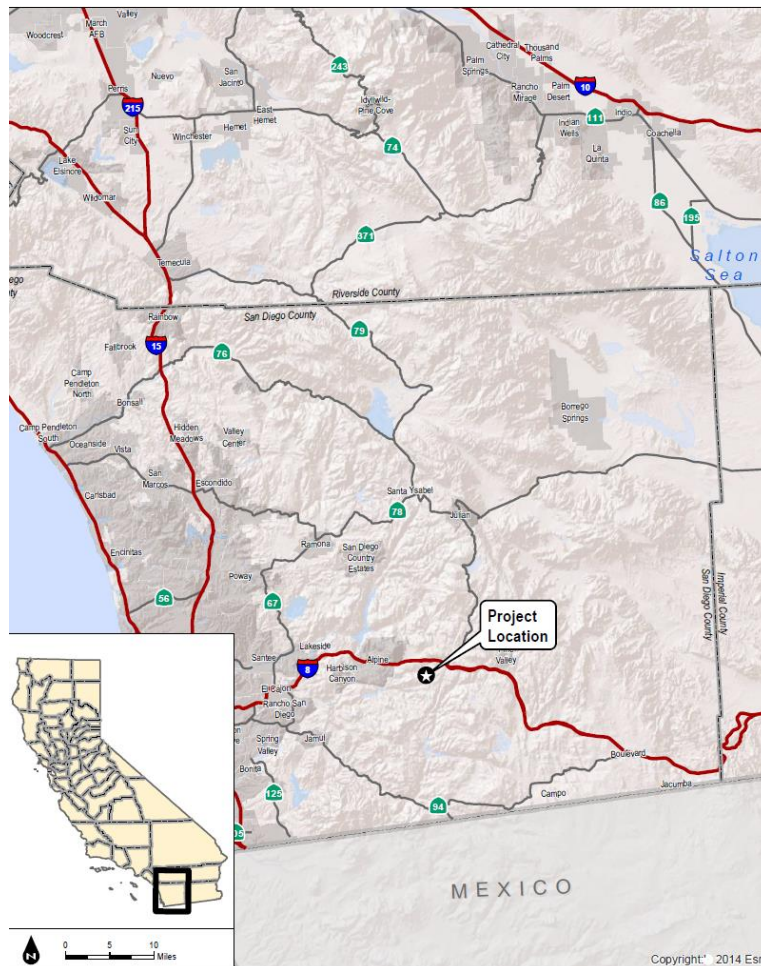 March
AFB
Valley
Woodcrest
Nuevo
San
Jacinto
Perris
215
Sun
City
Winchester
Hemet
East
Hemet
243
Idyllwild-
Pine Cove
74
Cathedral
City
Thousand
Palms
Palm
Springs
Rancho
Mirage
10
Palm
Desert
111
Indian
Wells
Indio
La
Quinta
Coachella
86
195
Salton
Sea
Lake
Elsinore
Wildomar
371
Temecula
Riverside County
San Diego County
Rainbow
79
Fallbrook
15
76
Camp
Pendleton
North
Bonsall
Borrego
Springs
Camp Pendleton
South
Oceanside
Vista
Hidden
Meadows
Valley
Center
San
Marcos
Escondido
Carlsbad
Santa Ysabel
78
Julian
Encinitas
Ramona
San Diego
Country
Estates
Poway
56
67
Imperial County
San Diego County
Project
Location
Lakeside
Santee
8
Harbison
Canyon
Alpine
Valley
El Cajon
Rancho San
Diego
Spring
Valley
Jamul
Bonita
125
94
Campo
Boulevard
Jacumba
MEXICO
0 5 10
Miles
Copyright: © 2014 Esri